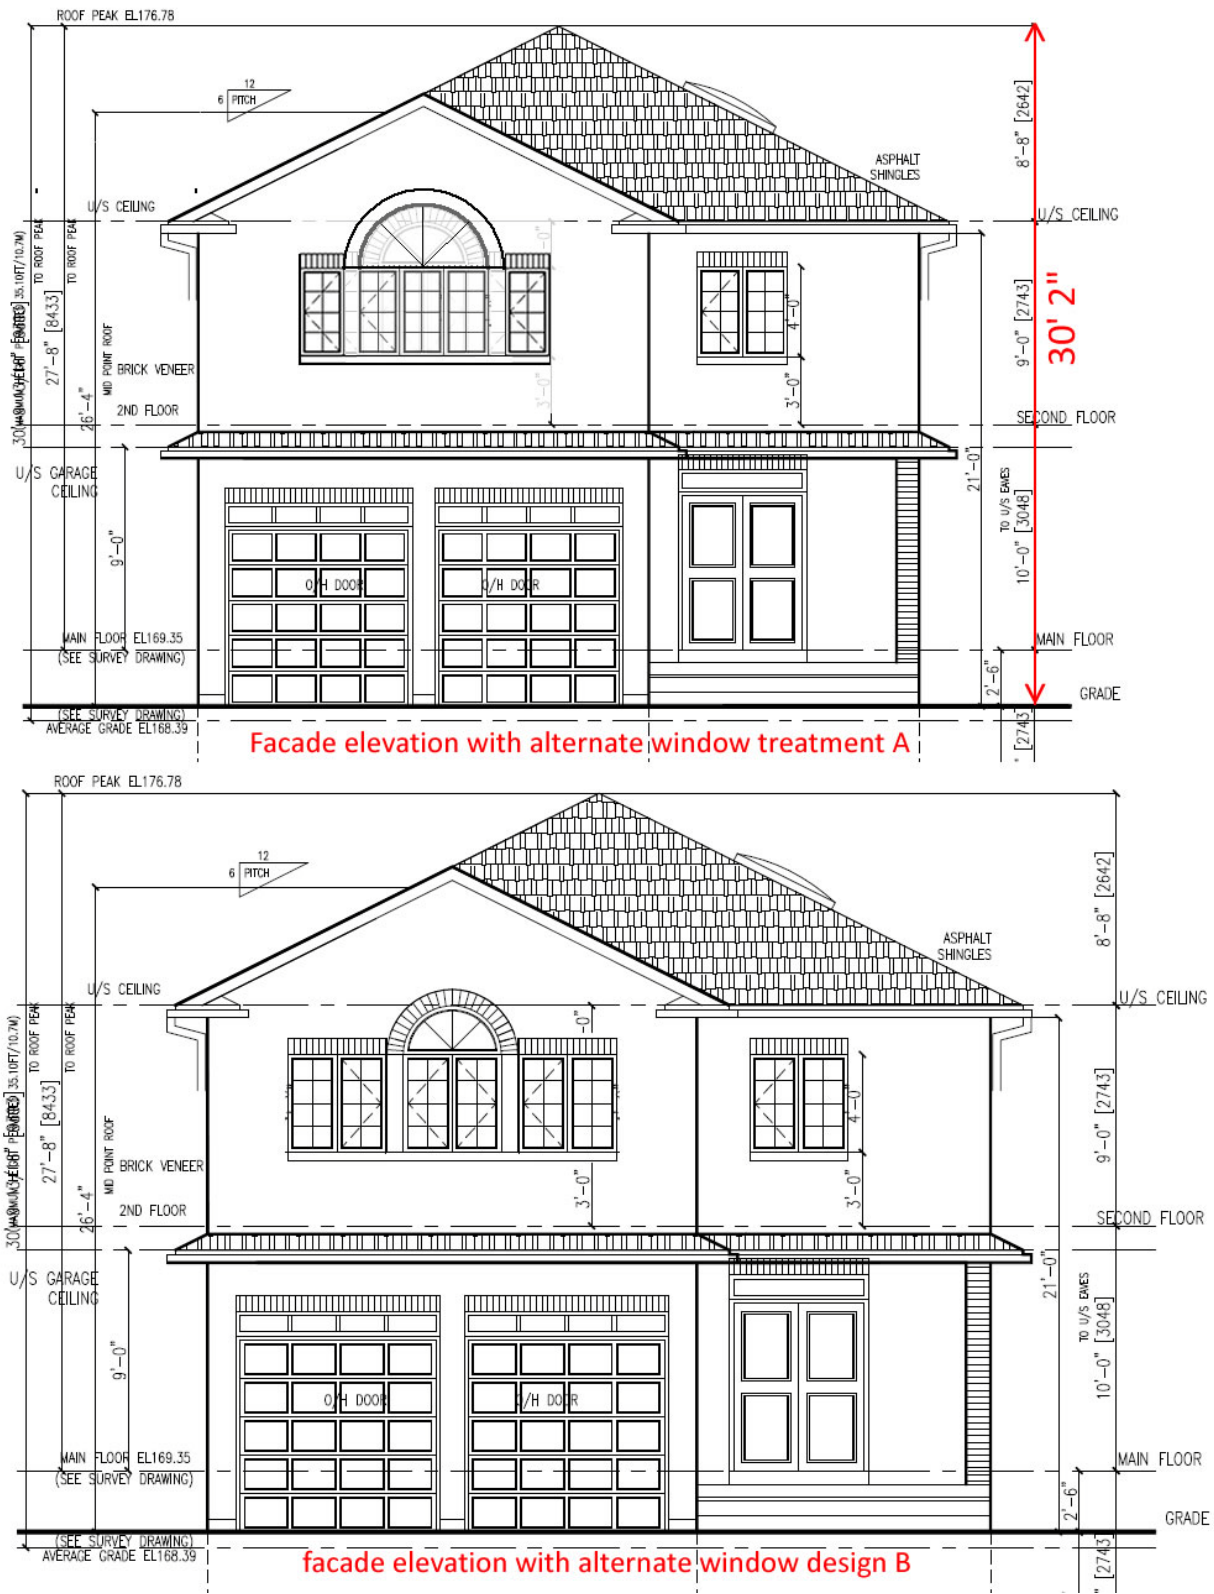 ROOF PEAK EL176.78
12
6 PITCH
8'-8" [2642]
ASPHALT
SHINGLES
U/S CEILING
U/S CEILING
TO ROOF PEAK
TO ROOF PEAK
27'-8" [8433]
26'-4"
MID POINT ROOF
BRICK VENEER
2ND FLOOR
4'-0"
3'-0"
3'-0"
9'-0" [2743]
30' 2"
SECOND FLOOR
U/S GARAGE
CEILING
9'-0"
O/H DOOR
O/H DOOR
21'-0"
TO U/S EAVES
10'-0" [3048]
MAIN FLOOR EL169.35
(SEE SURVEY DRAWING)
MAIN FLOOR
2'-6"
GRADE
(SEE SURVEY DRAWING)
AVERAGE GRADE EL168.39
[2743]
Facade elevation with alternate window treatment A
ROOF PEAK EL176.78
12
6 PITCH
8'-8" [2642]
ASPHALT
SHINGLES
U/S CEILING
U/S CEILING
TO ROOF PEAK
TO ROOF PEAK
27'-8" [8433]
26'-4"
MID POINT ROOF
BRICK VENEER
2ND FLOOR
-0"
4'-0
3'-0"
3'-0"
9'-0" [2743]
SECOND FLOOR
U/S GARAGE
CEILING
9'-0"
O/H DOOR
O/H DOOR
21'-0"
TO U/S EAVES
10'-0" [3048]
MAIN FLOOR EL169.35
(SEE SURVEY DRAWING)
MAIN FLOOR
2'-6"
GRADE
(SEE SURVEY DRAWING)
AVERAGE GRADE EL168.39
[2743]
facade elevation with alternate window design B